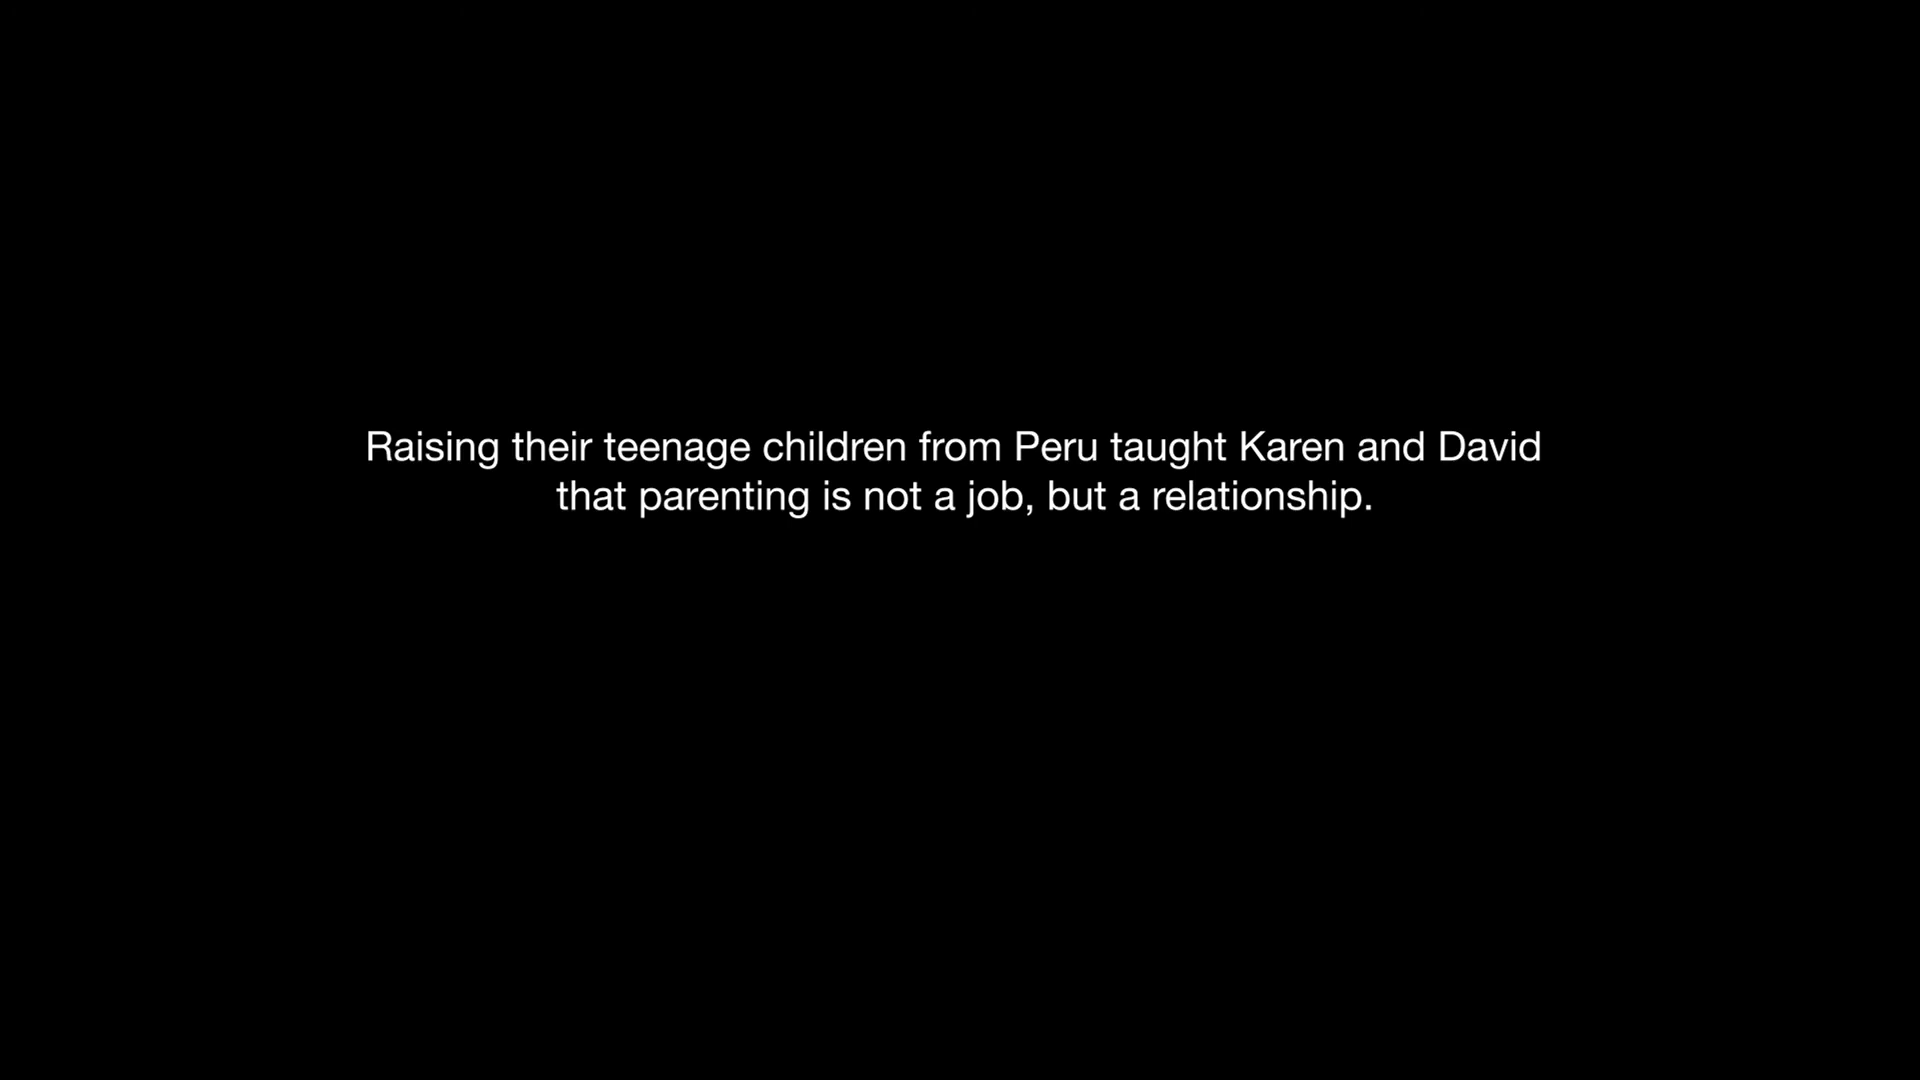 Raising their teenage children from Peru taught Karen and David
that parenting is not a job, but a relationship.